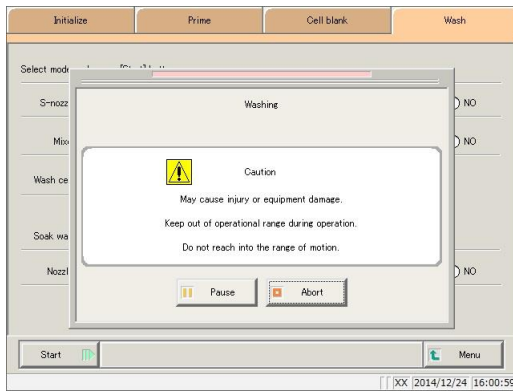 Initialize
Prime
Cell blank
Wash
Select mode
S-nozz
Washing
NO
Mix
NO
Caution
Wash ce
May cause injury or equipment damage.
Keep out of operational range during operation.
Soak wa
Do not reach into the range of motion.
Nozzl
NO
Pause
Abort
Start
Menu
XX 2014/12/24 16:00:59